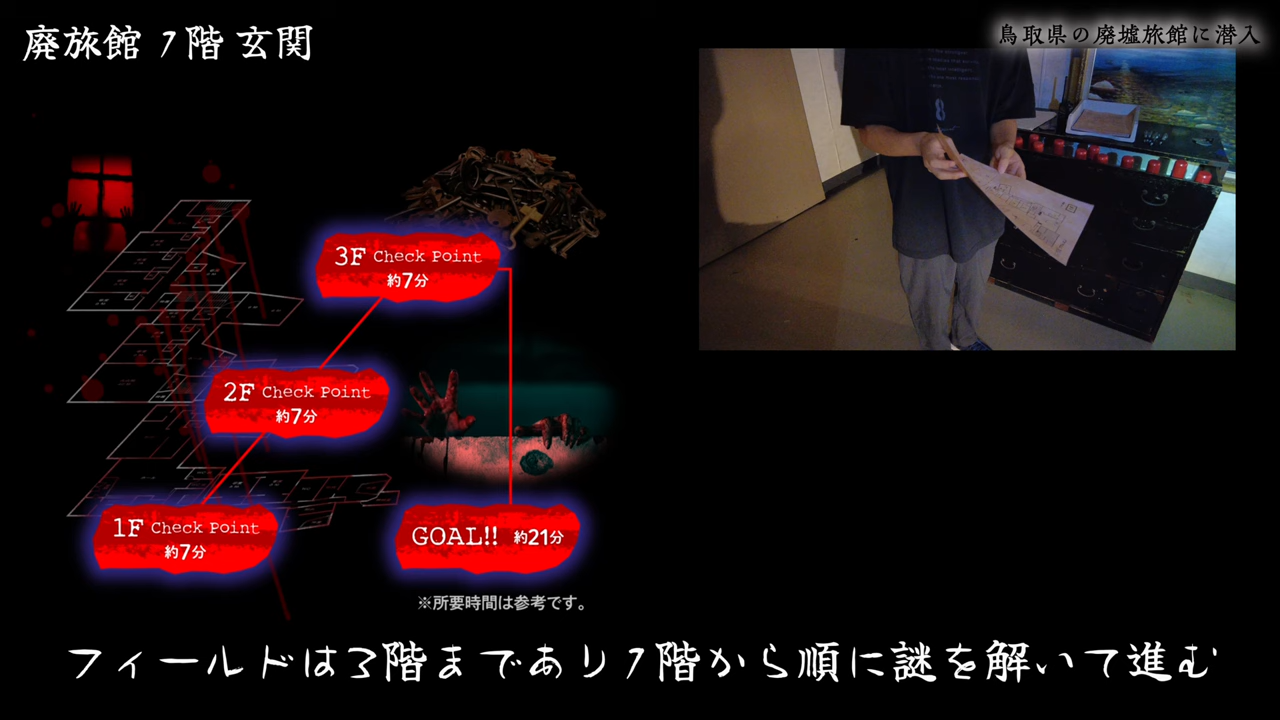 廃旅館 1階 玄関
鳥取県の廃墟旅館に潜入
3F Check Point
約7分
2F Check Point
約7分
1F Check Point
約7分
GOAL!! 約21分
※所要時間は参考です。
フィールドは3階まであり1階から順に謎を解いて進む